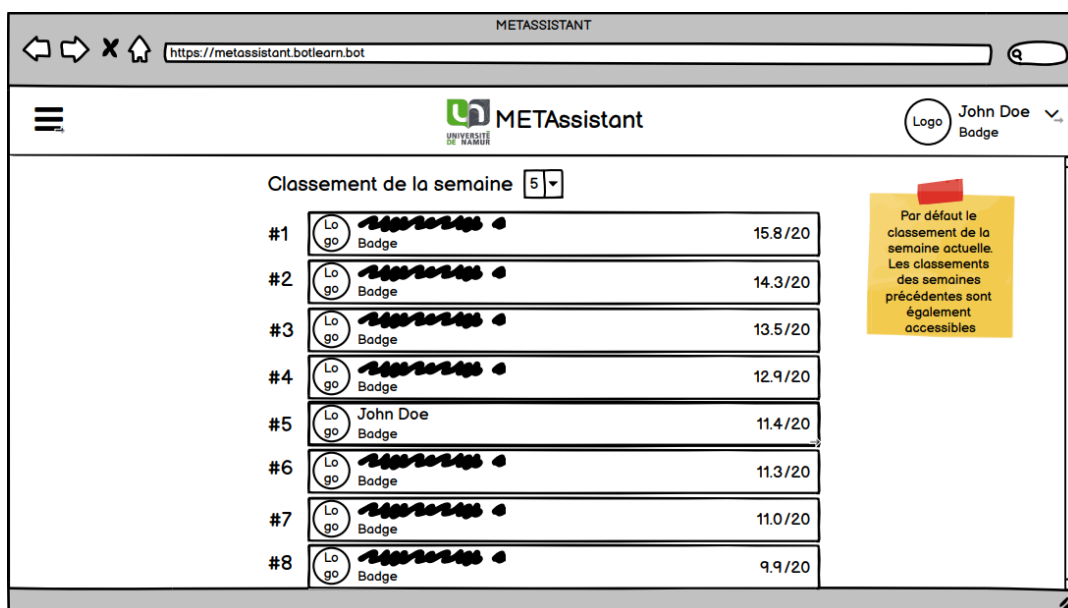 METASSISTANT
https://metassistant.botlearn.bot
UNIVERSITÉ
DE NAMUR
METAssistant
Logo
John Doe
Badge
Classement de la semaine 5
#1
Lo
go
Badge
15.8/20
#2
Lo
go
Badge
14.3/20
#3
Lo
go
Badge
13.5/20
#4
Lo
go
Badge
12.9/20
#5
Lo
go
John Doe
Badge
11.4/20
#6
Lo
go
Badge
11.3/20
#7
Lo
go
Badge
11.0/20
#8
Lo
go
Badge
9.9/20
Par défaut le
classement de la
semaine actuelle.
Les classements
des semaines
précédentes sont
également
accessibles